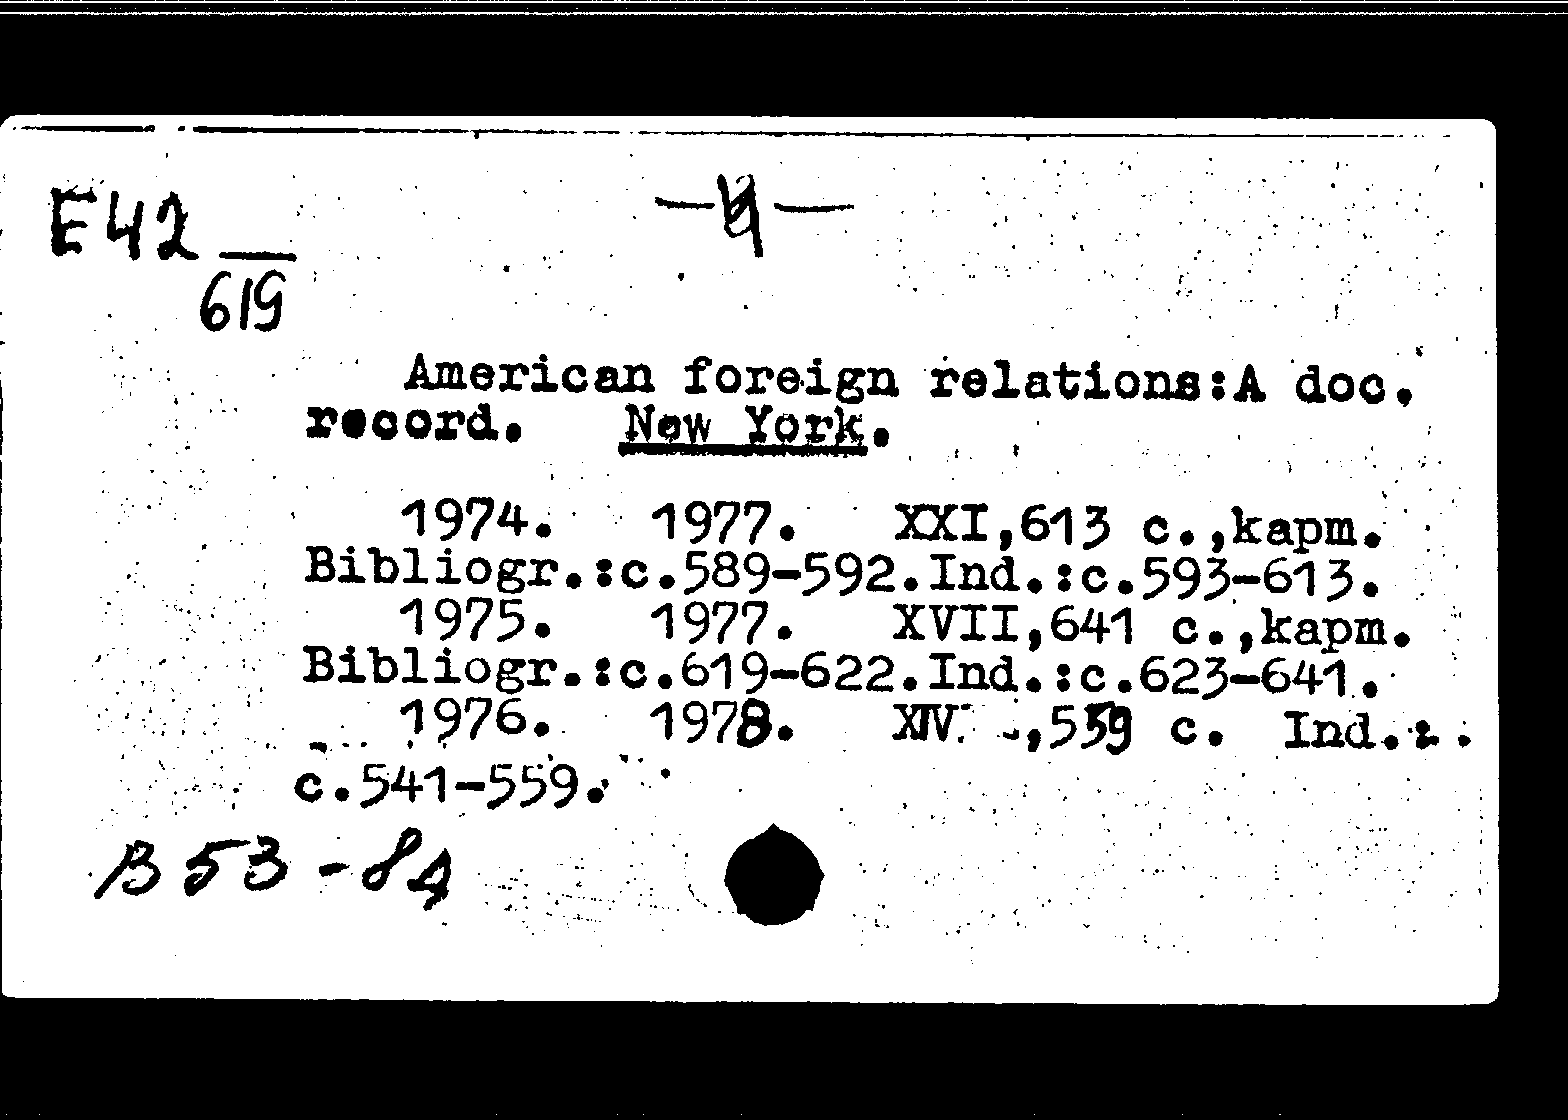 E42
619
American foreign relations:A doc.
record. New York.
1974. 1977. XXI,613 c.,карт.
Bibliogr.:c.589-592.Ind.:c.593-613.
1975. 1977. XVII,641 c.,карт.
Bibliogr.:c.619-622.Ind.:c.623-641.
1976. 1978. XIV,559 c. Ind.:
c.541-559.
В 53-84